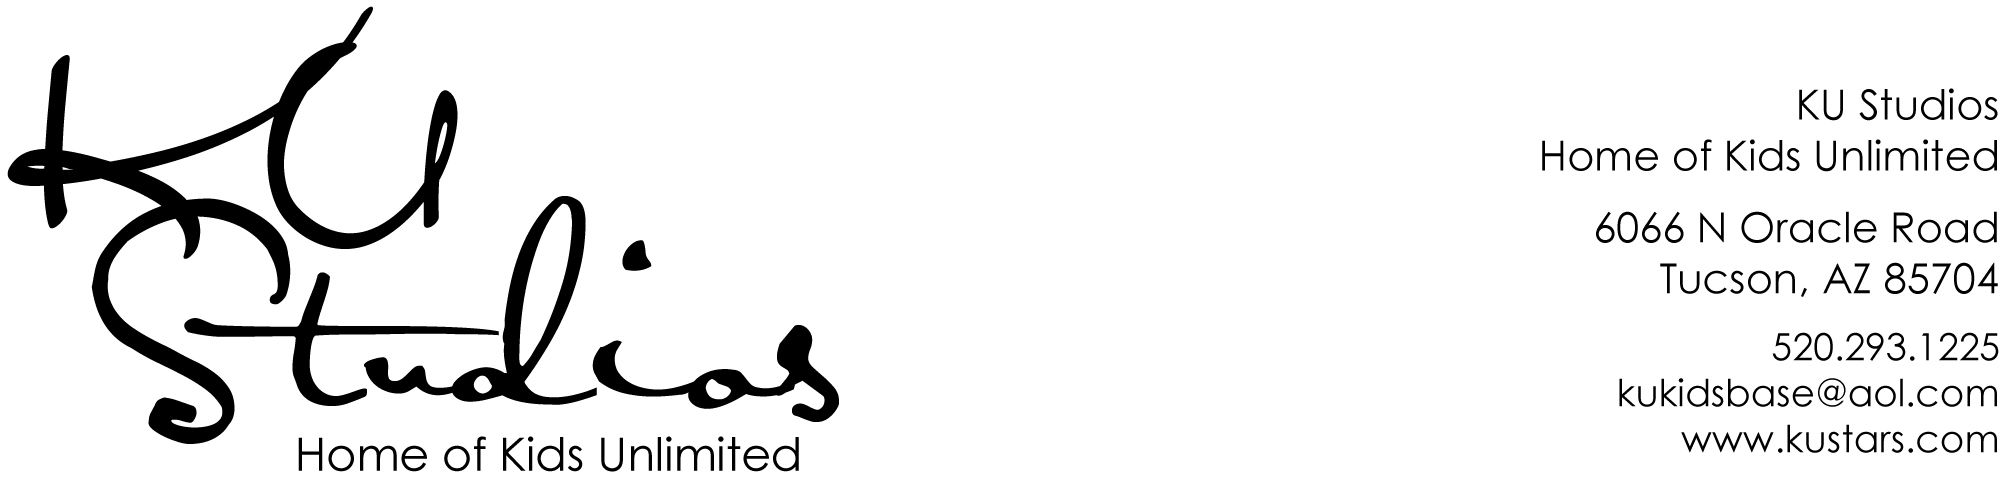 KU
Studios
Home of Kids Unlimited
KU Studios
Home of Kids Unlimited
6066 N Oracle Road
Tucson, AZ 85704
520.293.1225
kukidsbase@aol.com
www.kustars.com